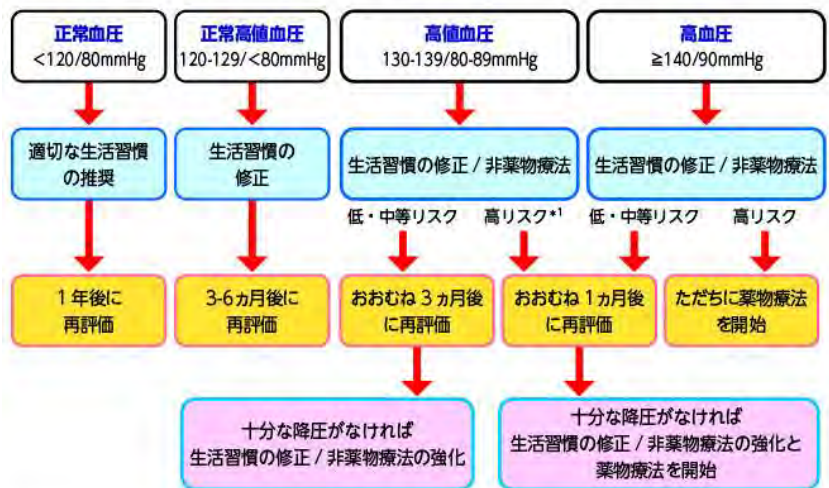 正常血圧
<120/80mmHg
正常高値血圧
120-129/<80mmHg
高値血圧
130-139/80-89mmHg
高血圧
≧140/90mmHg
適切な生活習慣
の推奨
生活習慣の
修正
生活習慣の修正 / 非薬物療法
生活習慣の修正 / 非薬物療法
低・中等リスク
高リスク*1
低・中等リスク
高リスク
1 年後に
再評価
3-6ヵ月後に
再評価
おおむね 3 ヵ月後
に再評価
おおむね 1 ヵ月後
に再評価
ただちに薬物療法
を開始
十分な降圧がなければ
生活習慣の修正 / 非薬物療法の強化
十分な降圧がなければ
生活習慣の修正 / 非薬物療法の強化と
薬物療法を開始